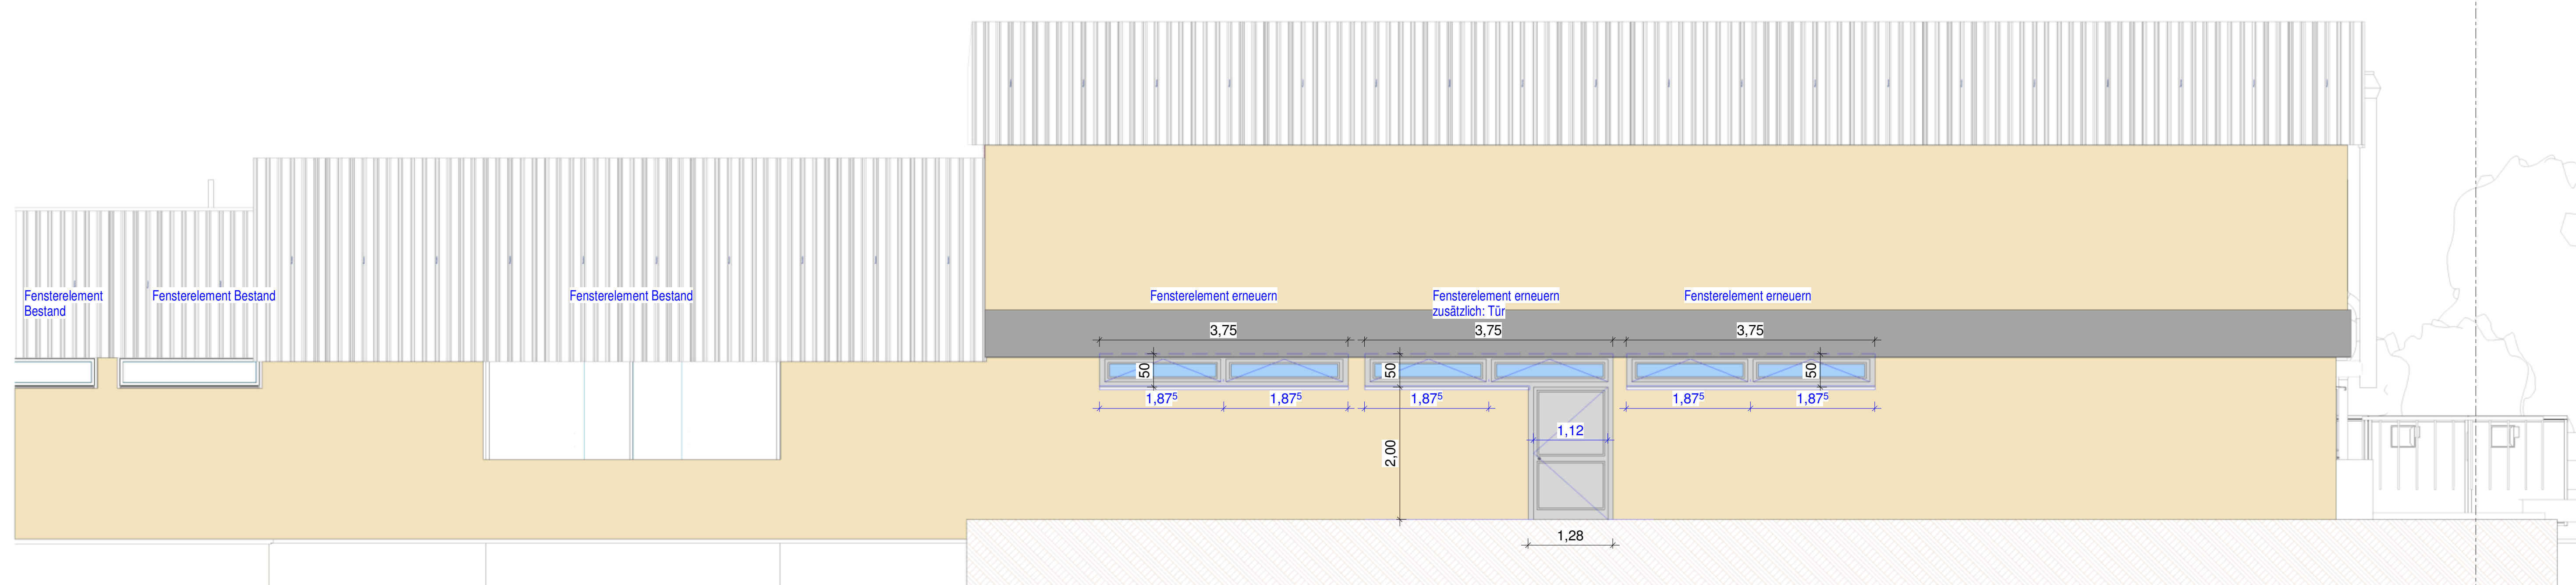 Fensterelement
Bestand
Fensterelement Bestand
Fensterelement Bestand
Fensterelement erneuern
Fensterelement erneuern
zusätzlich: Tür
Fensterelement erneuern
3,75
3,75
3,75
50
50
50
1,87⁵
1,87⁵
1,87⁵
1,87⁵
1,87⁵
1,12
2,00
1,28